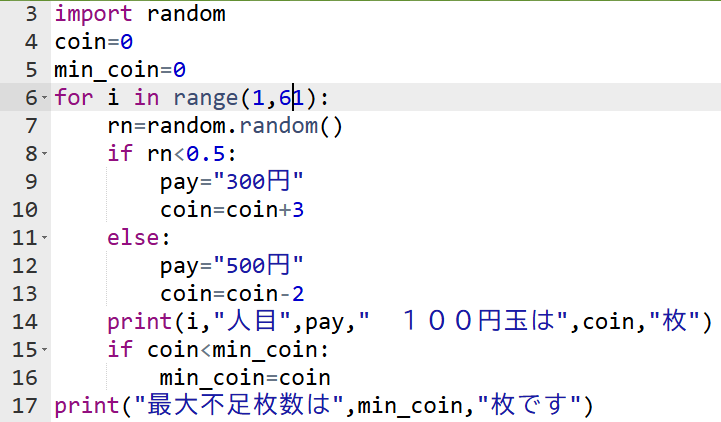 3 import random
4 coin=0
5 min_coin=0
6 for i in range(1,61):
7     rn=random.random()
8     if rn<0.5:
9         pay="300円"
10         coin=coin+3
11     else:
12         pay="500円"
13         coin=coin-2
14     print(i,"人目",pay,"　１００円玉は",coin,"枚")
15     if coin<min_coin:
16         min_coin=coin
17 print("最大不足枚数は",min_coin,"枚です")